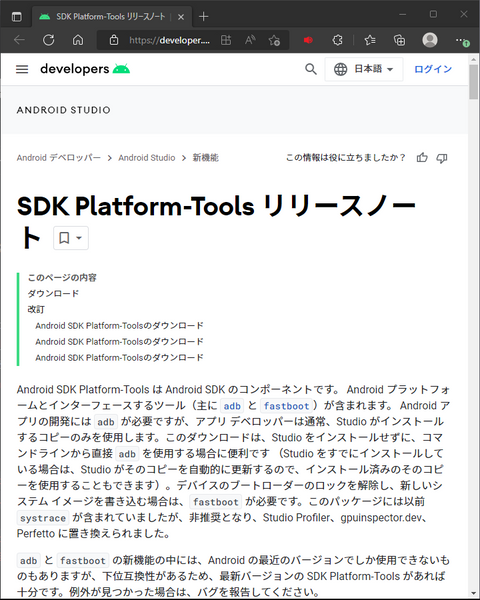 SDK Platform-Tools リリースノート
https://developer....
developers
日本語
ログイン
ANDROID STUDIO
Android デベロッパー > Android Studio > 新機能
この情報は役に立ちましたか？
SDK Platform-Tools リリースノー
ト
このページの内容
ダウンロード
改訂
Android SDK Platform-Toolsのダウンロード
Android SDK Platform-Toolsのダウンロード
Android SDK Platform-Toolsのダウンロード
Android SDK Platform-Tools は Android SDK のコンポーネントです。 Android プラットフォ
ームとインターフェースするツール（主に adb と fastboot ）が含まれます。 Android ア
プリの開発には adb が必要ですが、アプリ デベロッパーは通常、Studio がインストール
するコピーのみを使用します。このダウンロードは、Studio をインストールせずに、コマ
ンドラインから直接 adb を使用する場合に便利です （Studio をすでにインストールして
いる場合は、Studio がそのコピーを自動的に更新するので、インストール済みのそのコピ
ーを使用することもできます）。デバイスのブートローダーのロックを解除し、新しいシ
ステム イメージを書き込む場合は、 fastboot が必要です。このパッケージには以前
systrace が含まれていましたが、非推奨となり、Studio Profiler、gpuinspector.dev、
Perfetto に置き換えられました。
adb と fastboot の新機能の中には、Android の最近のバージョンでしか使用できないも
のもありますが、下位互換性があるため、最新バージョンの SDK Platform-Tools があれば
十分です。例外が見つかった場合は、バグを報告してください。